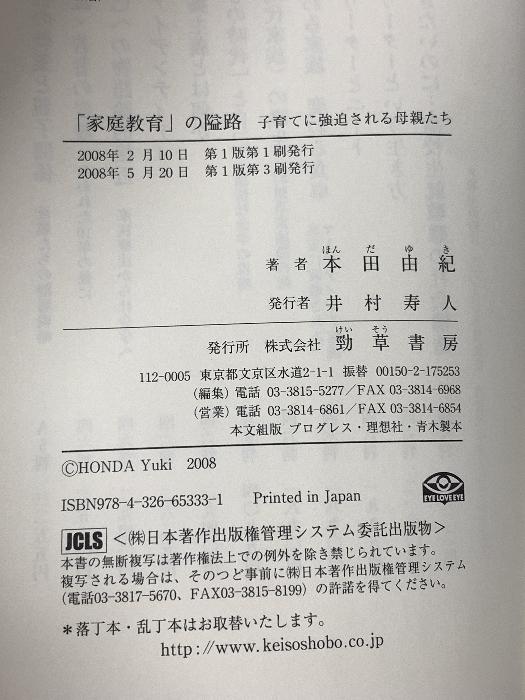 「家庭教育」の隘路 子育てに強迫される母親たち
2008年 2 月 10 日 第 1 版第 1 刷発行
2008年 5 月 20 日 第 1 版第 3 刷発行
ほん だ ゆ き
著 者 本 田 由 紀
発行者 井 村 寿 人
けい そう
発行所 株式会社 勁 草 書 房
112-0005 東京都文京区水道2-1-1 振替 00150-2-175253
(編集) 電話 03-3815-5277/FAX 03-3814-6968
(営業) 電話 03-3814-6861/FAX 03-3814-6854
本文組版 プログレス・理想社・青木製本
©HONDA Yuki 2008
ISBN978-4-326-65333-1 Printed in Japan
EYE LOVE EYE
JCLS <㈱日本著作出版権管理システム委託出版物>
本書の無断複写は著作権法上での例外を除き禁じられています。
複写される場合は、そのつど事前に㈱日本著作出版権管理システム
(電話03-3817-5670、FAX03-3815-8199) の許諾を得てください。
*落丁本・乱丁本はお取替いたします。
http://www.keisoshobo.co.jp